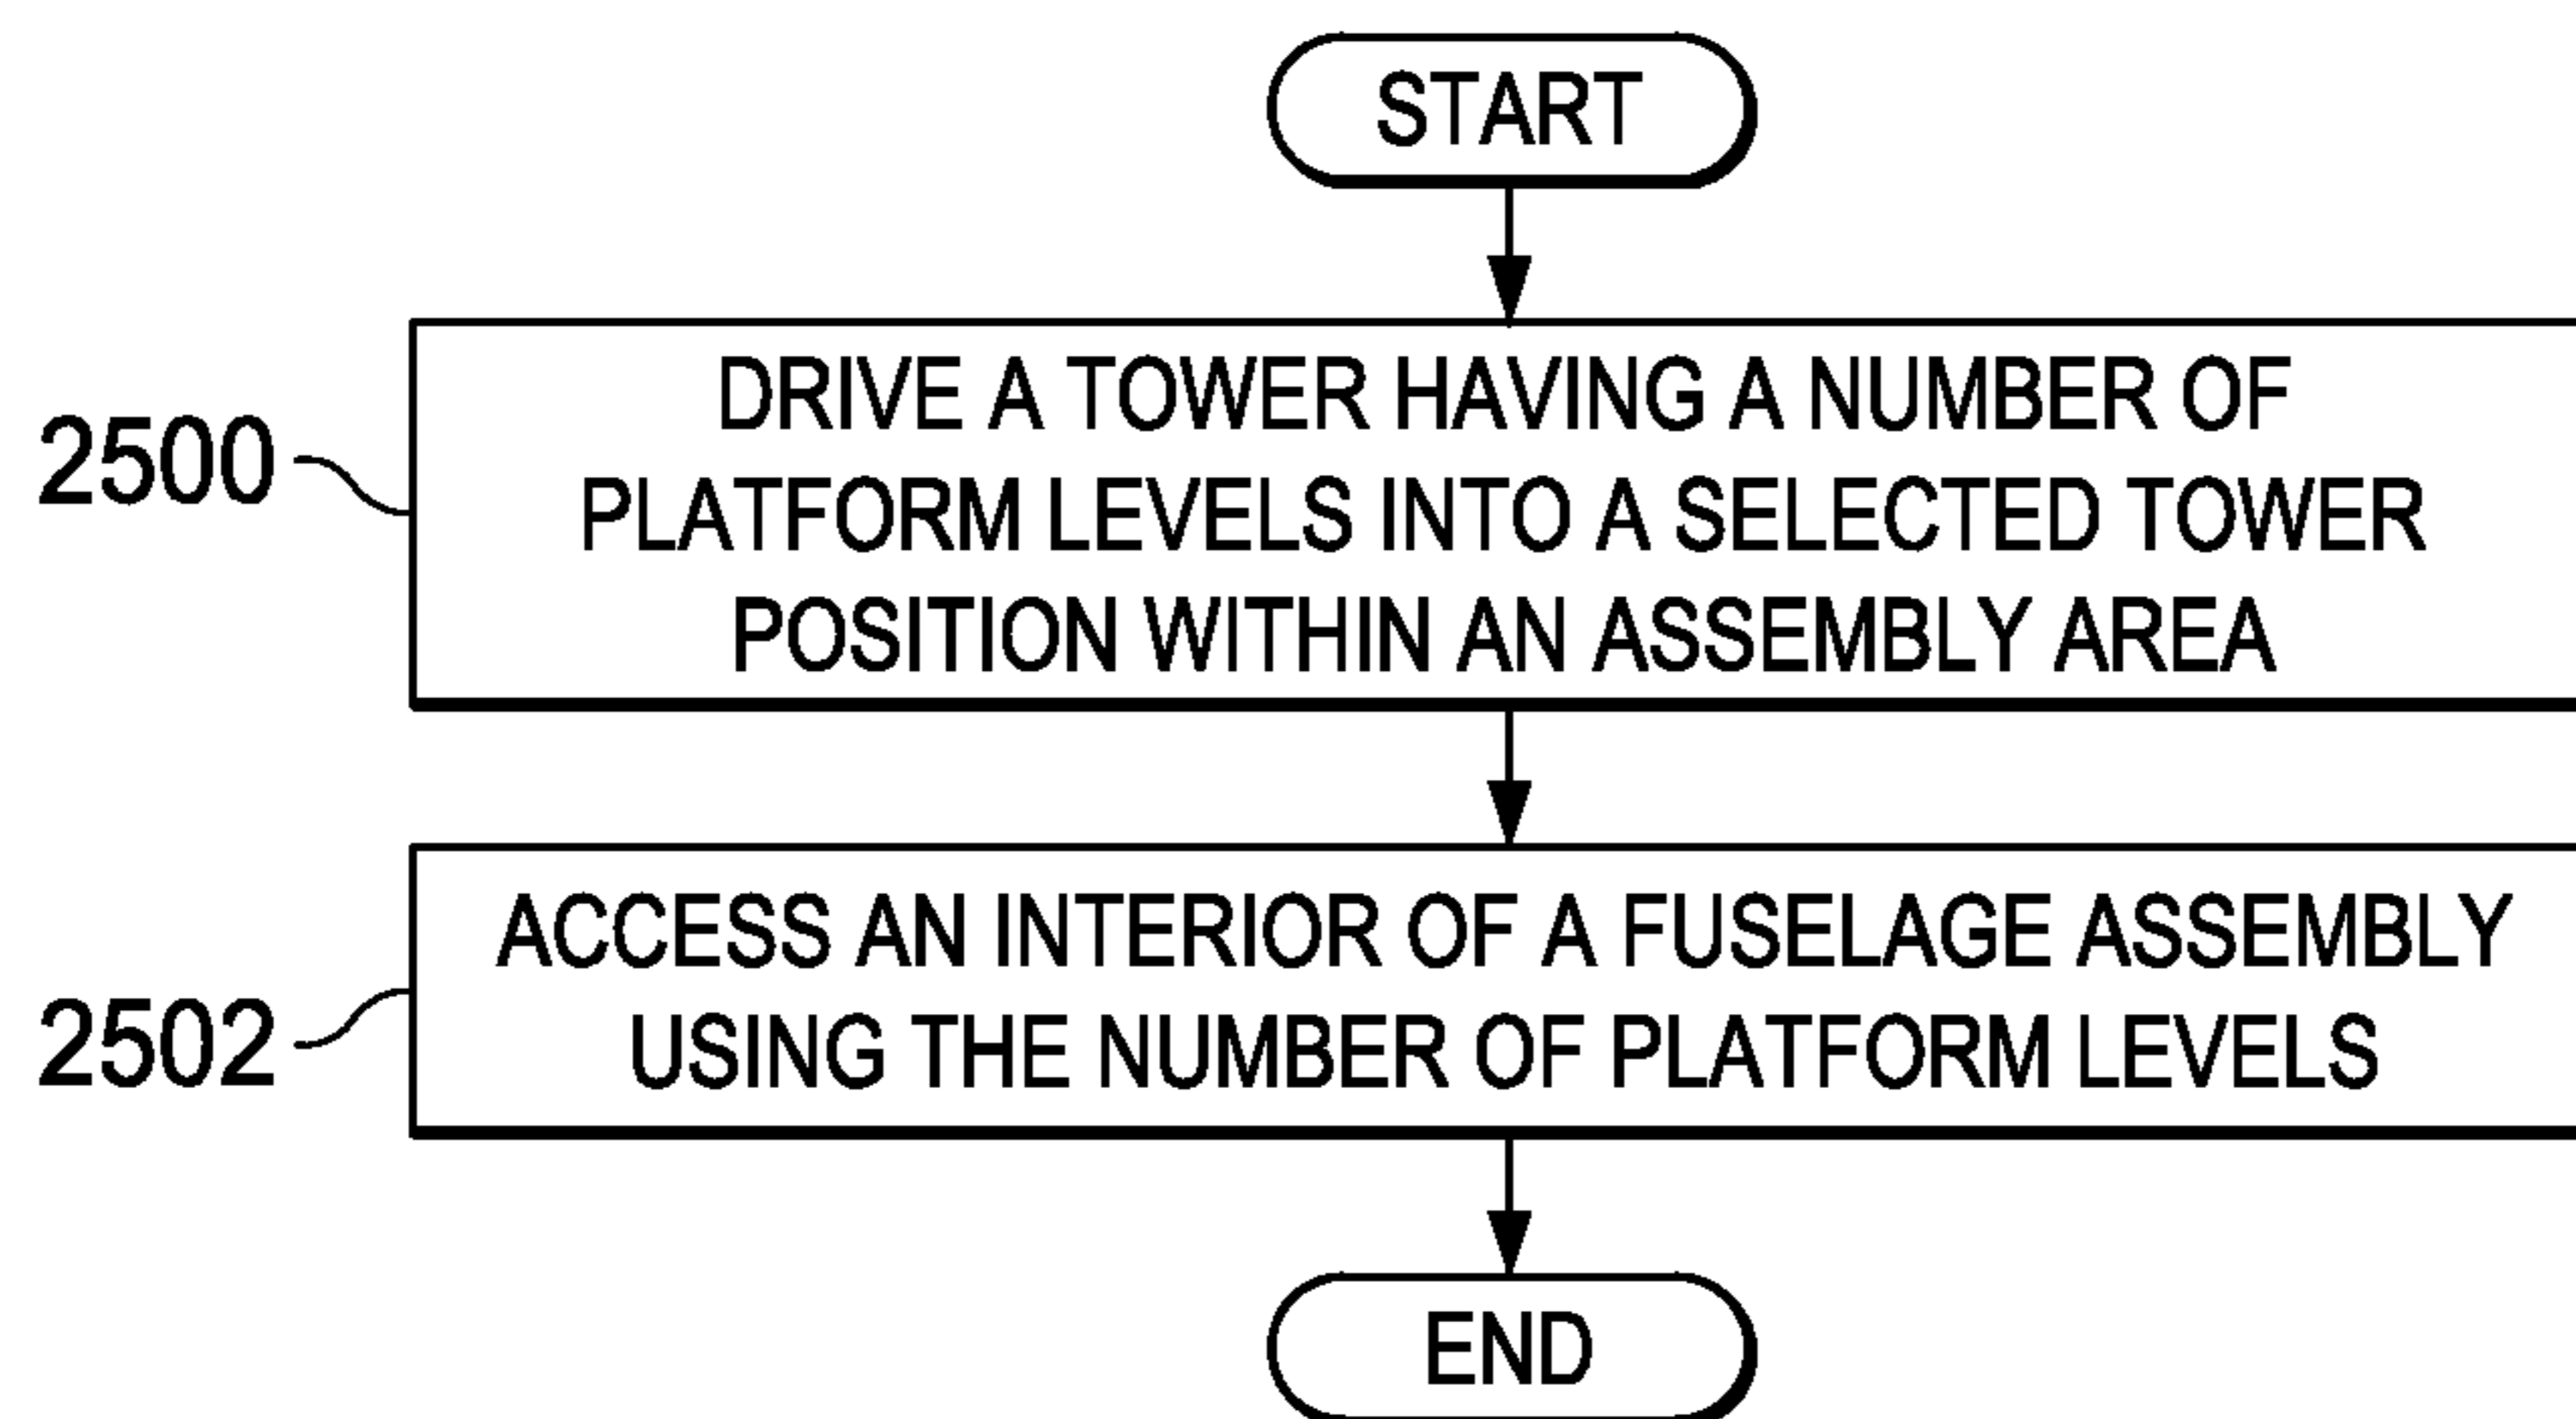 START
2500
DRIVE A TOWER HAVING A NUMBER OF
PLATFORM LEVELS INTO A SELECTED TOWER
POSITION WITHIN AN ASSEMBLY AREA
2502
ACCESS AN INTERIOR OF A FUSELAGE ASSEMBLY
USING THE NUMBER OF PLATFORM LEVELS
END